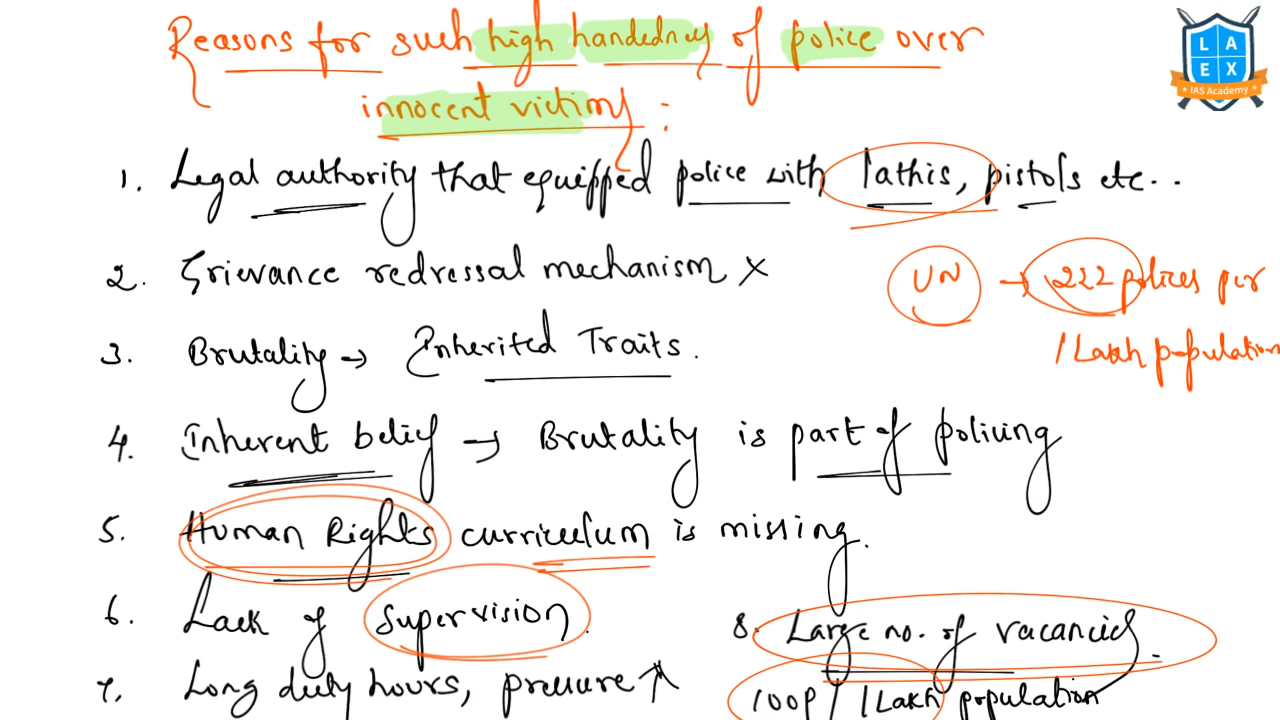 Reasons for such high handedness of police over
innocent victims :
1. Legal authority that equipped police with lathis, pistols etc..
2. Grievance redressal mechanism X
UN → 222 polices per
1 Lakh population
3. Brutality → Inherited Traits.
4. Inherent belief → Brutality is part of policing
5. Human Rights curriculum is missing.
6. Lack of Supervision.
7. Long duty hours, pressure ↑
8. Large no. of vacancies.
100P / 1 Lakh population
LAEX
IAS Academy